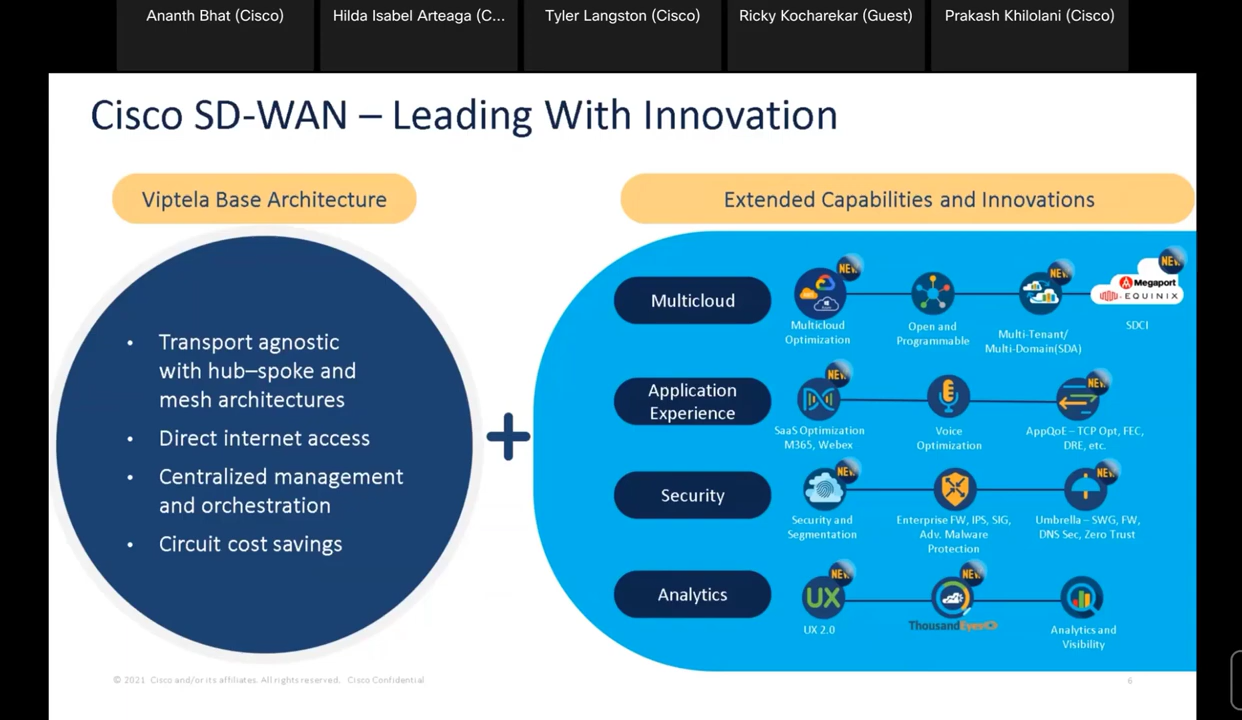 Ananth Bhat (Cisco)
Hilda Isabel Arteaga (C...
Tyler Langston (Cisco)
Ricky Kocharekar (Guest)
Prakash Khilolani (Cisco)
Cisco SD-WAN – Leading With Innovation
Viptela Base Architecture
• Transport agnostic
with hub–spoke and
mesh architectures
• Direct internet access
• Centralized management
and orchestration
• Circuit cost savings
+
Extended Capabilities and Innovations
Multicloud
NEW
Multicloud
Optimization
Open and
Programmable
NEW
Multi-Tenant/
Multi-Domain(SDA)
NEW
Megaport
EQUINIX
SDCI
Application
Experience
NEW
SaaS Optimization
M365, Webex
Voice
Optimization
NEW
AppQoE – TCP Opt, FEC,
DRE, etc.
Security
NEW
Security and
Segmentation
Enterprise FW, IPS, SIG,
Adv. Malware
Protection
NEW
Umbrella – SWG, FW,
DNS Sec, Zero Trust
Analytics
NEW
UX
UX 2.0
NEW
ThousandEyes
Analytics and
Visibility
© 2021 Cisco and/or its affiliates. All rights reserved. Cisco Confidential
6